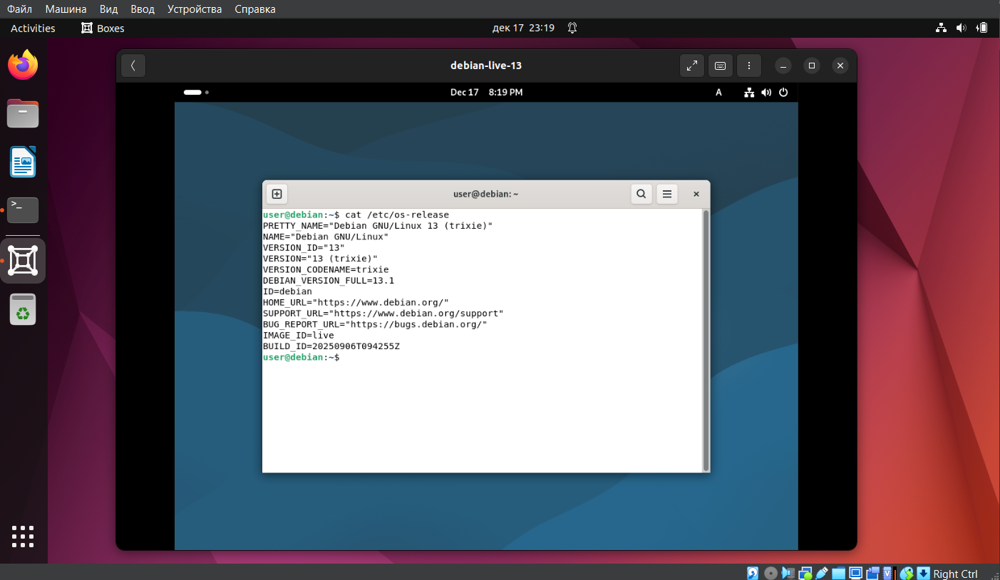 Файл Машина Вид Ввод Устройства Справка
Activities Boxes дек 17 23:19
debian-live-13
Dec 17 8:19 PM A
user@debian: ~
>_
user@debian:~$ cat /etc/os-release
PRETTY_NAME="Debian GNU/Linux 13 (trixie)"
NAME="Debian GNU/Linux"
VERSION_ID="13"
VERSION="13 (trixie)"
VERSION_CODENAME=trixie
DEBIAN_VERSION_FULL=13.1
ID=debian
HOME_URL="https://www.debian.org/"
SUPPORT_URL="https://www.debian.org/support"
BUG_REPORT_URL="https://bugs.debian.org/"
IMAGE_ID=live
BUILD_ID=20250906T094255Z
user@debian:~$
Right Ctrl